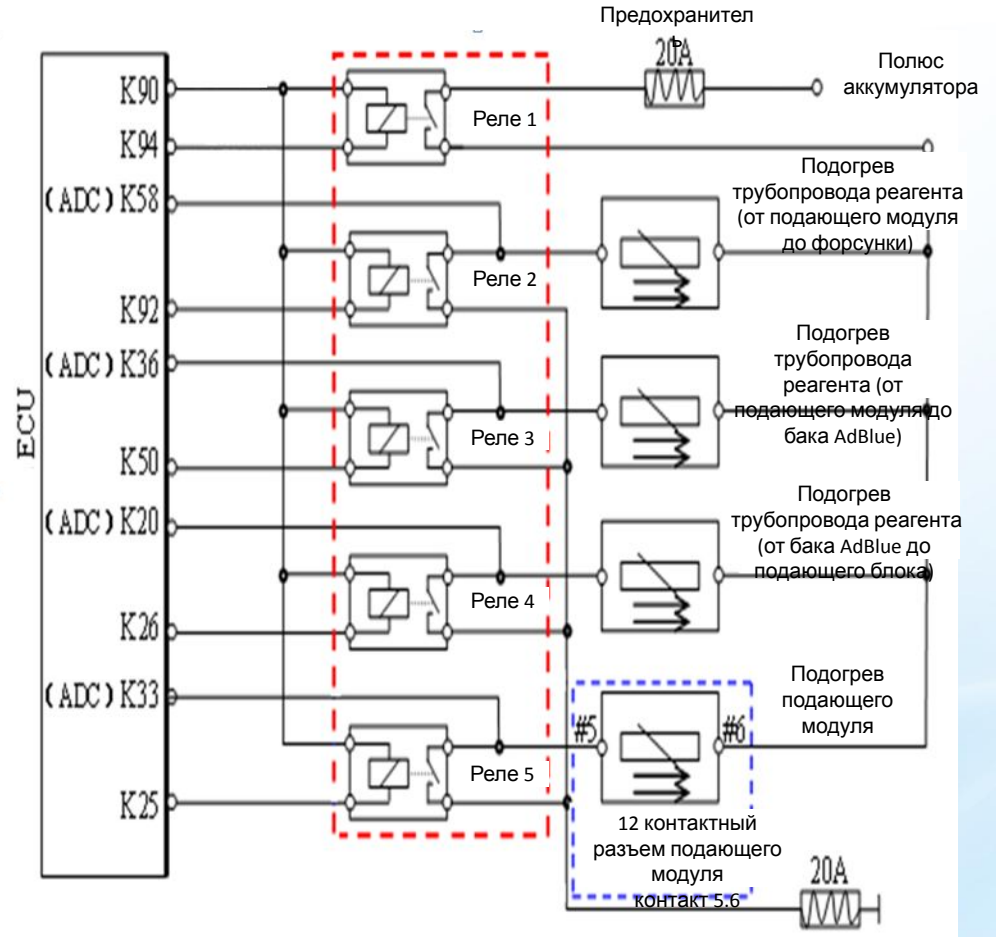 Предохранител
ь
20A
Полюс
аккумулятора
K90
Реле 1
K94
(ADC) K58
Подогрев
трубопровода реагента
(от подающего модуля
до форсунки)
Реле 2
K92
(ADC) K36
Подогрев
трубопровода
реагента (от
подающего модуля до
бака AdBlue)
Реле 3
ECU
K50
(ADC) K20
Подогрев
трубопровода реагента
(от бака AdBlue до
подающего блока)
Реле 4
K26
(ADC) K33
Подогрев
подающего
модуля
#5
#6
Реле 5
K25
12 контактный
разъем подающего
модуля
контакт 5.6
20A